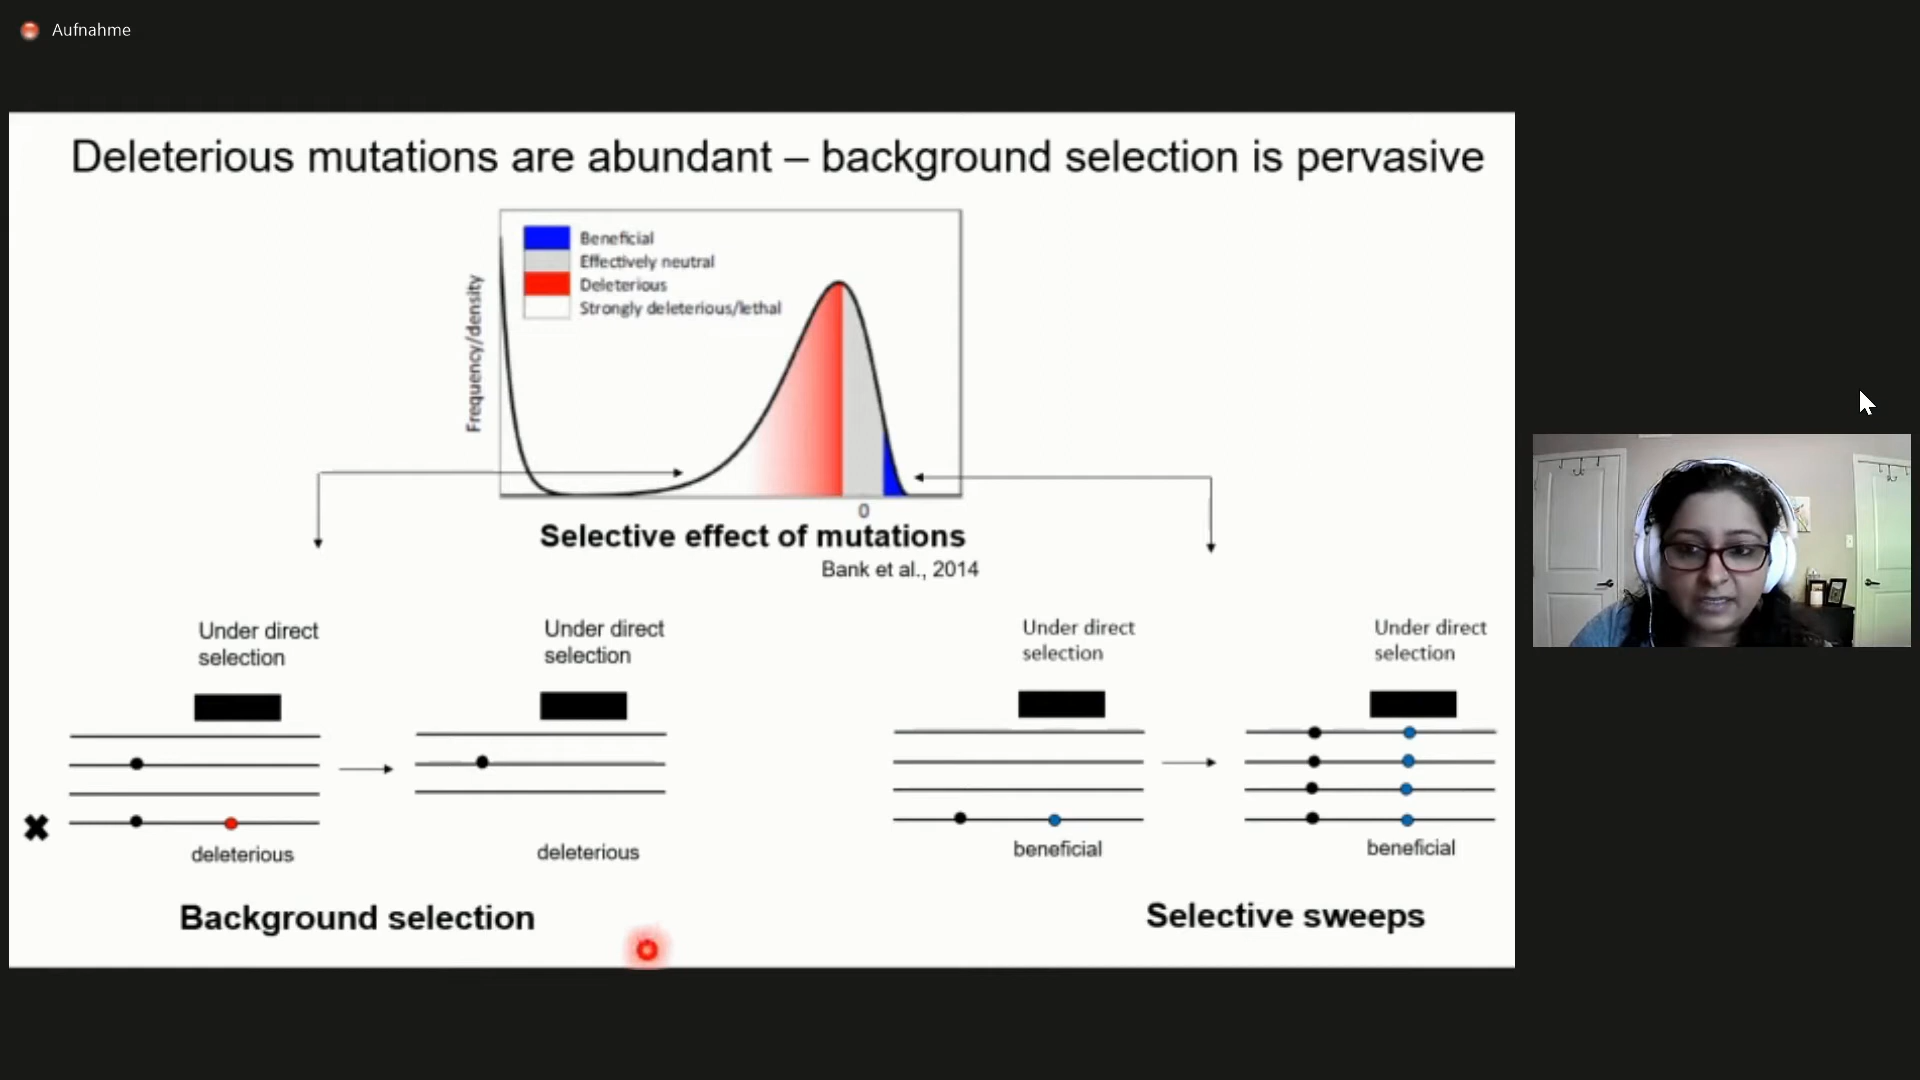 Aufnahme
Deleterious mutations are abundant – background selection is pervasive
Beneficial
Effectively neutral
Deleterious
Strongly deleterious/lethal
Frequency/density
0
Selective effect of mutations
Bank et al., 2014
Under direct
selection
Under direct
selection
Under direct
selection
Under direct
selection
deleterious
deleterious
beneficial
beneficial
Background selection
Selective sweeps